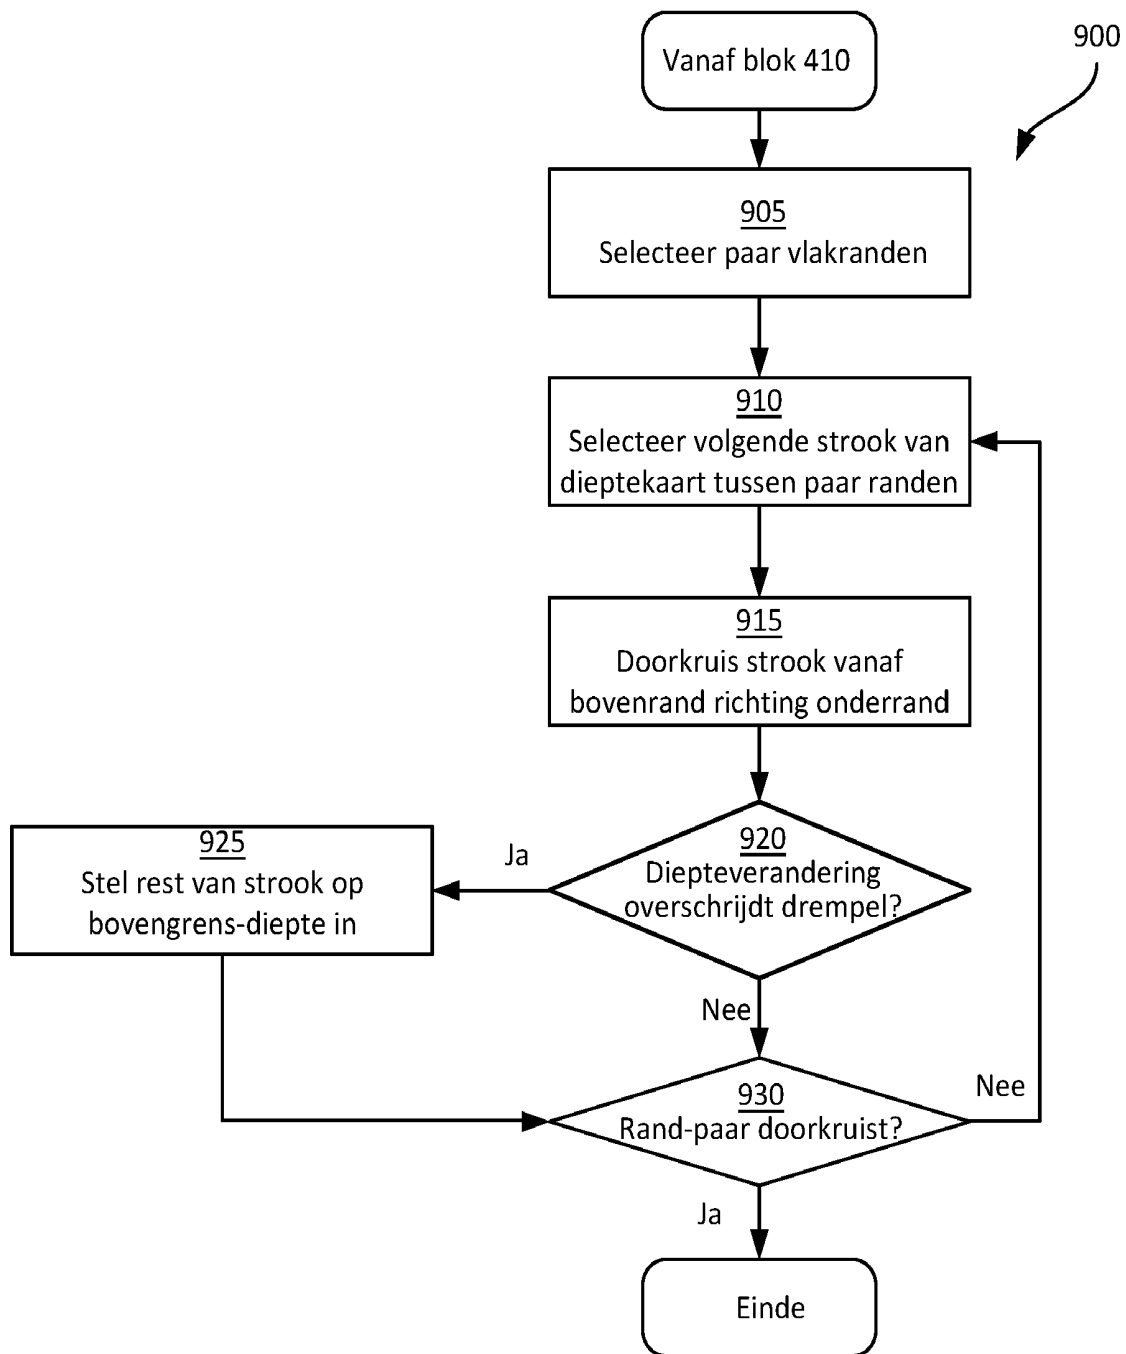 Vanaf blok 410
900
905
Selecteer paar vlakranden
910
Selecteer volgende strook van
dieptekaart tussen paar randen
915
Doorkruis strook vanaf
bovenrand richting onderrand
920
Diepteverandering
overschrijdt drempel?
Ja
925
Stel rest van strook op
bovengrens-diepte in
Nee
930
Rand-paar doorkruist?
Nee
Ja
Einde